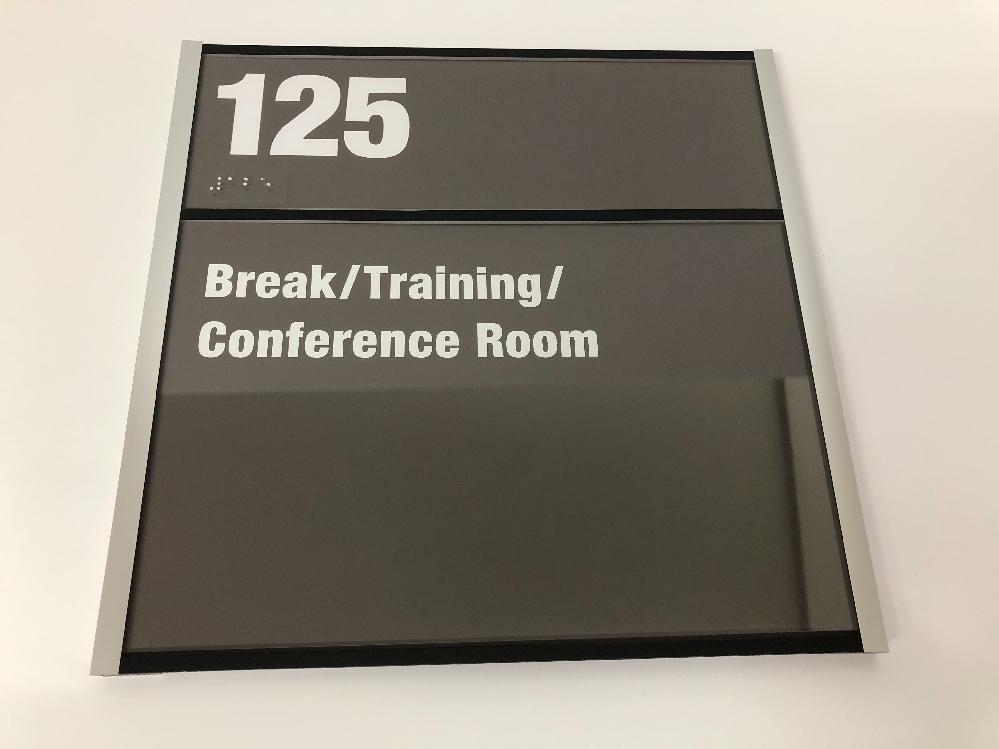 125
⠼⠁⠃⠑
Break/Training/
Conference Room